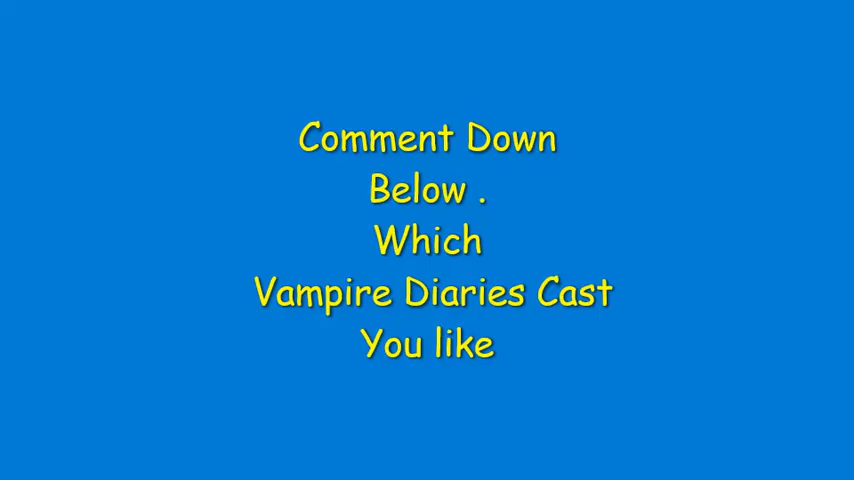 Comment Down
Below .
Which
Vampire Diaries Cast
You like